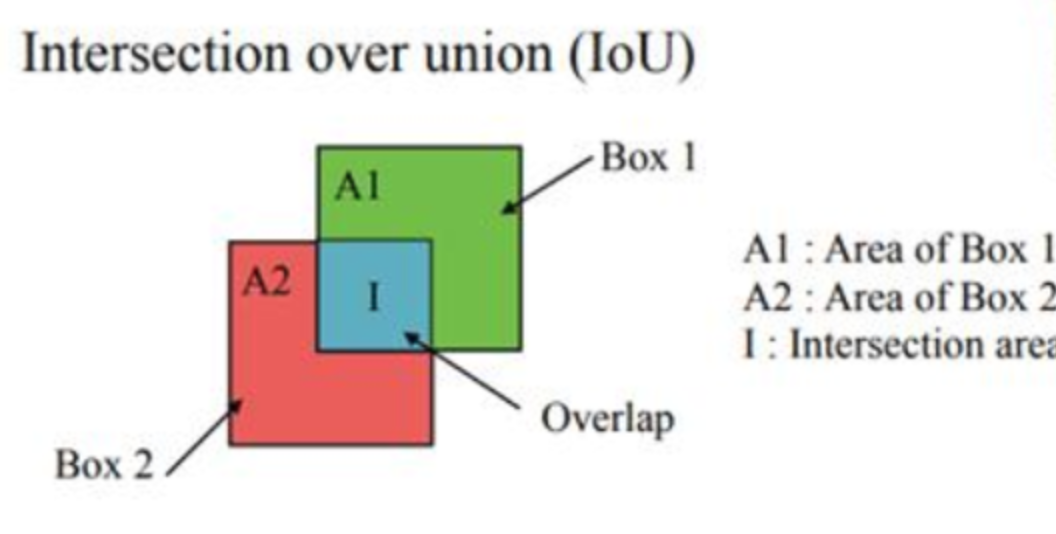 Intersection over union (IoU)
Box 1
A1
A1 : Area of Box 1
A2
I
A2 : Area of Box 2
I : Intersection area
Overlap
Box 2